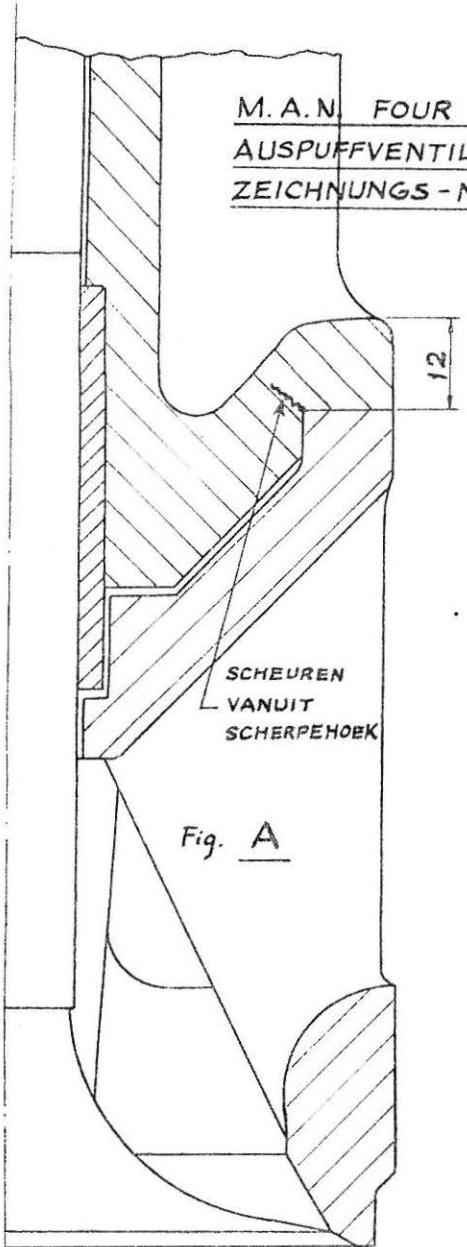 M.A.N. FOUR
AUSPUFFVENTIL
ZEICHNUNGS-N
12
SCHEUREN
VANUIT
SCHERPEHOEK
Fig. A